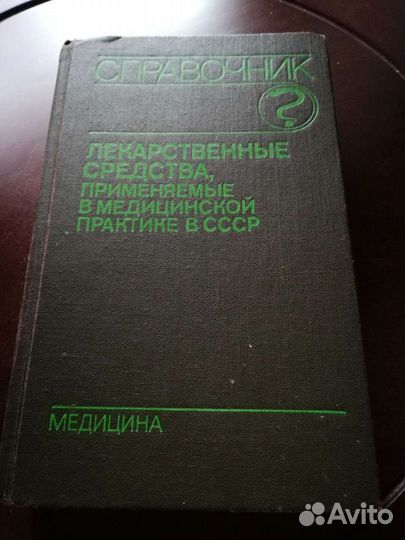 СПРАВОЧНИК
?
ЛЕКАРСТВЕННЫЕ
СРЕДСТВА,
ПРИМЕНЯЕМЫЕ
В МЕДИЦИНСКОЙ
ПРАКТИКЕ В СССР
МЕДИЦИНА
Avito